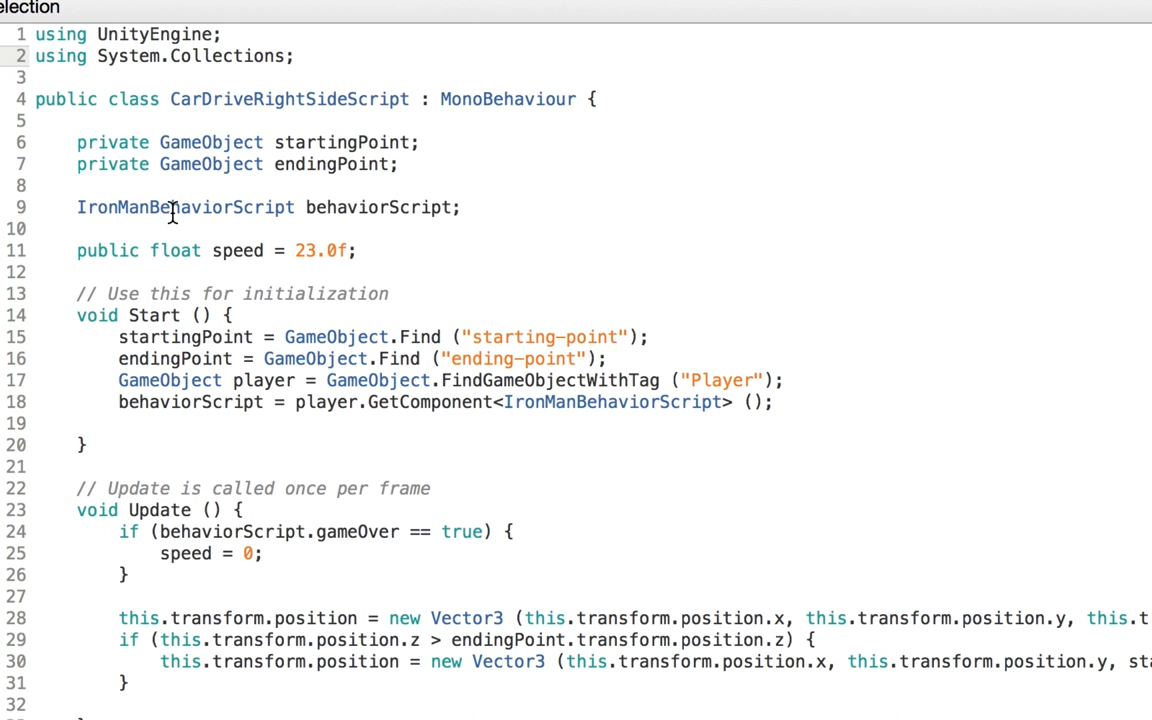 election
1 using UnityEngine;
2 using System.Collections;
3
4 public class CarDriveRightSideScript : MonoBehaviour {
5
6 private GameObject startingPoint;
7 private GameObject endingPoint;
8
9 IronManBehaviorScript behaviorScript;
10
11 public float speed = 23.0f;
12
13 // Use this for initialization
14 void Start () {
15 startingPoint = GameObject.Find ("starting-point");
16 endingPoint = GameObject.Find ("ending-point");
17 GameObject player = GameObject.FindGameObjectWithTag ("Player");
18 behaviorScript = player.GetComponent<IronManBehaviorScript> ();
19
20 }
21
22 // Update is called once per frame
23 void Update () {
24 if (behaviorScript.gameOver == true) {
25 speed = 0;
26 }
27
28 this.transform.position = new Vector3 (this.transform.position.x, this.transform.position.y, this.t
29 if (this.transform.position.z > endingPoint.transform.position.z) {
30 this.transform.position = new Vector3 (this.transform.position.x, this.transform.position.y,
31 }
32